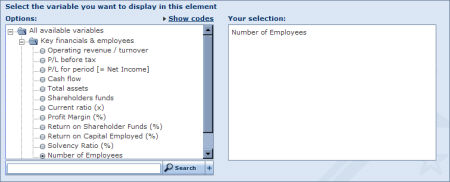 Select the variable you want to display in this element
Options:
Show codes
Your selection:
All available variables
Key financials & employees
Operating revenue / turnover
P/L before tax
P/L for period [= Net Income]
Cash flow
Total assets
Shareholders funds
Current ratio (x)
Profit Margin (%)
Return on Shareholder Funds (%)
Return on Capital Employed (%)
Solvency Ratio (%)
Number of Employees
Number of Employees
Search
+